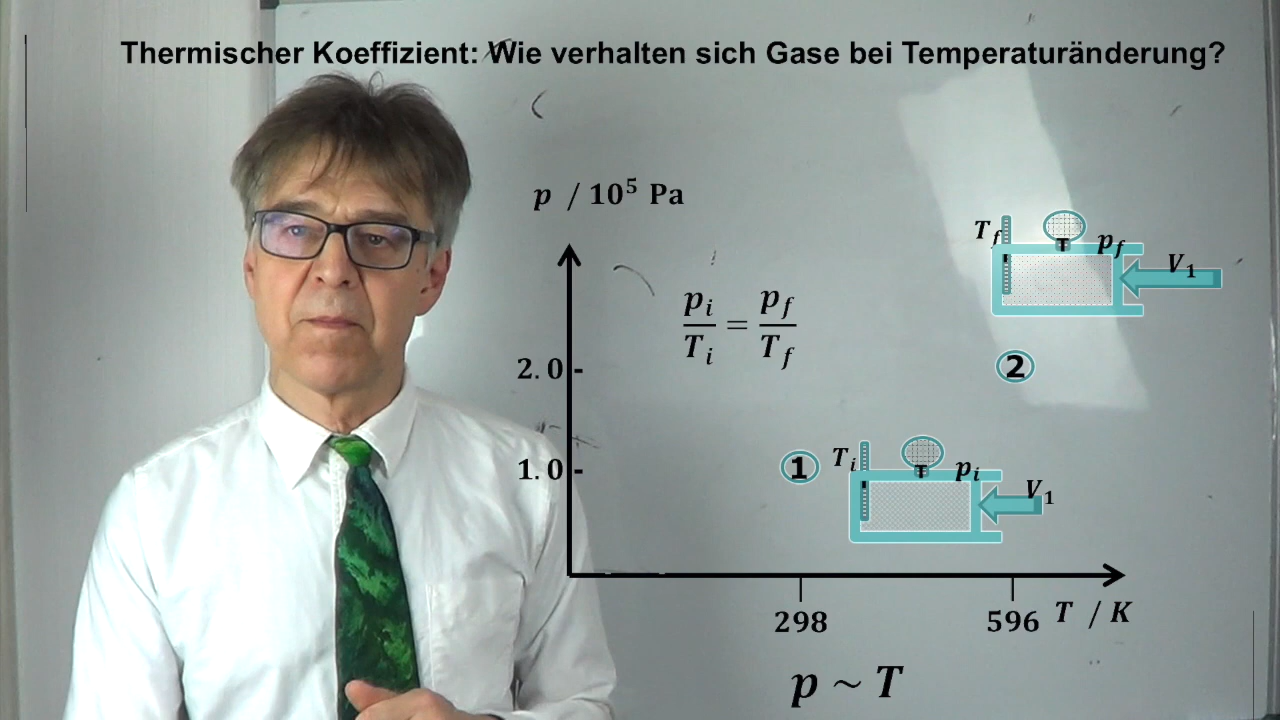 Thermischer Koeffizient: Wie verhalten sich Gase bei Temperaturänderung?
p / 10⁵ Pa
T_f p_f V₁
p_i / T_i = p_f / T_f
2.0
②
1.0
① T_i p_i V₁
298 596 T / K
p ~ T